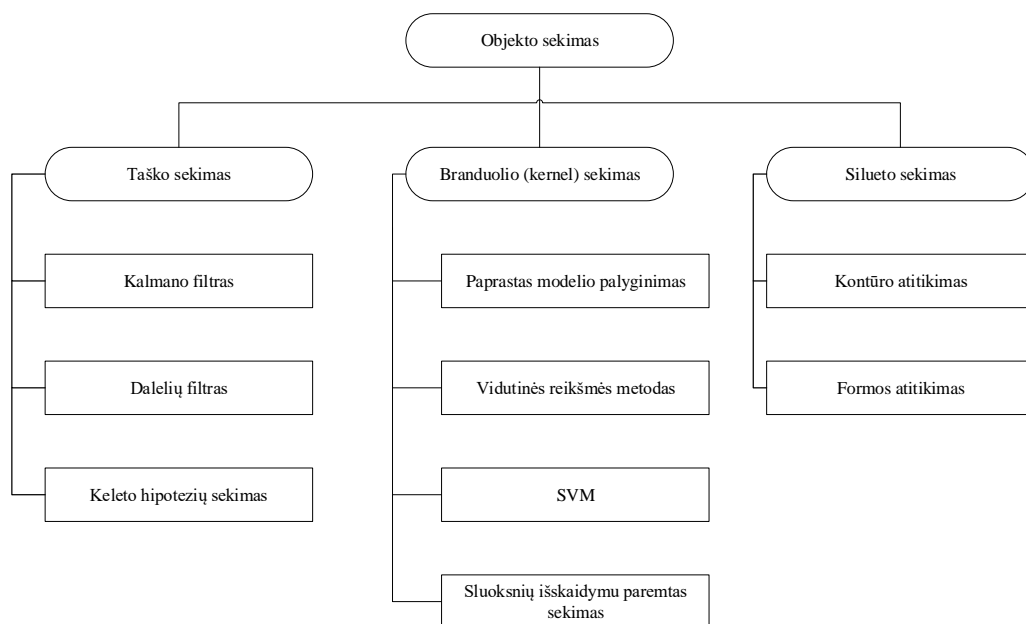 Objekto sekimas
Taško sekimas
Branduolio (kernel) sekimas
Silueto sekimas
Kalmano filtras
Paprastas modelio palyginimas
Kontūro atitikimas
Dalelių filtras
Vidutinės reikšmės metodas
Formos atitikimas
Keleto hipotezių sekimas
SVM
Sluoksnių išskaidymu paremtas
sekimas